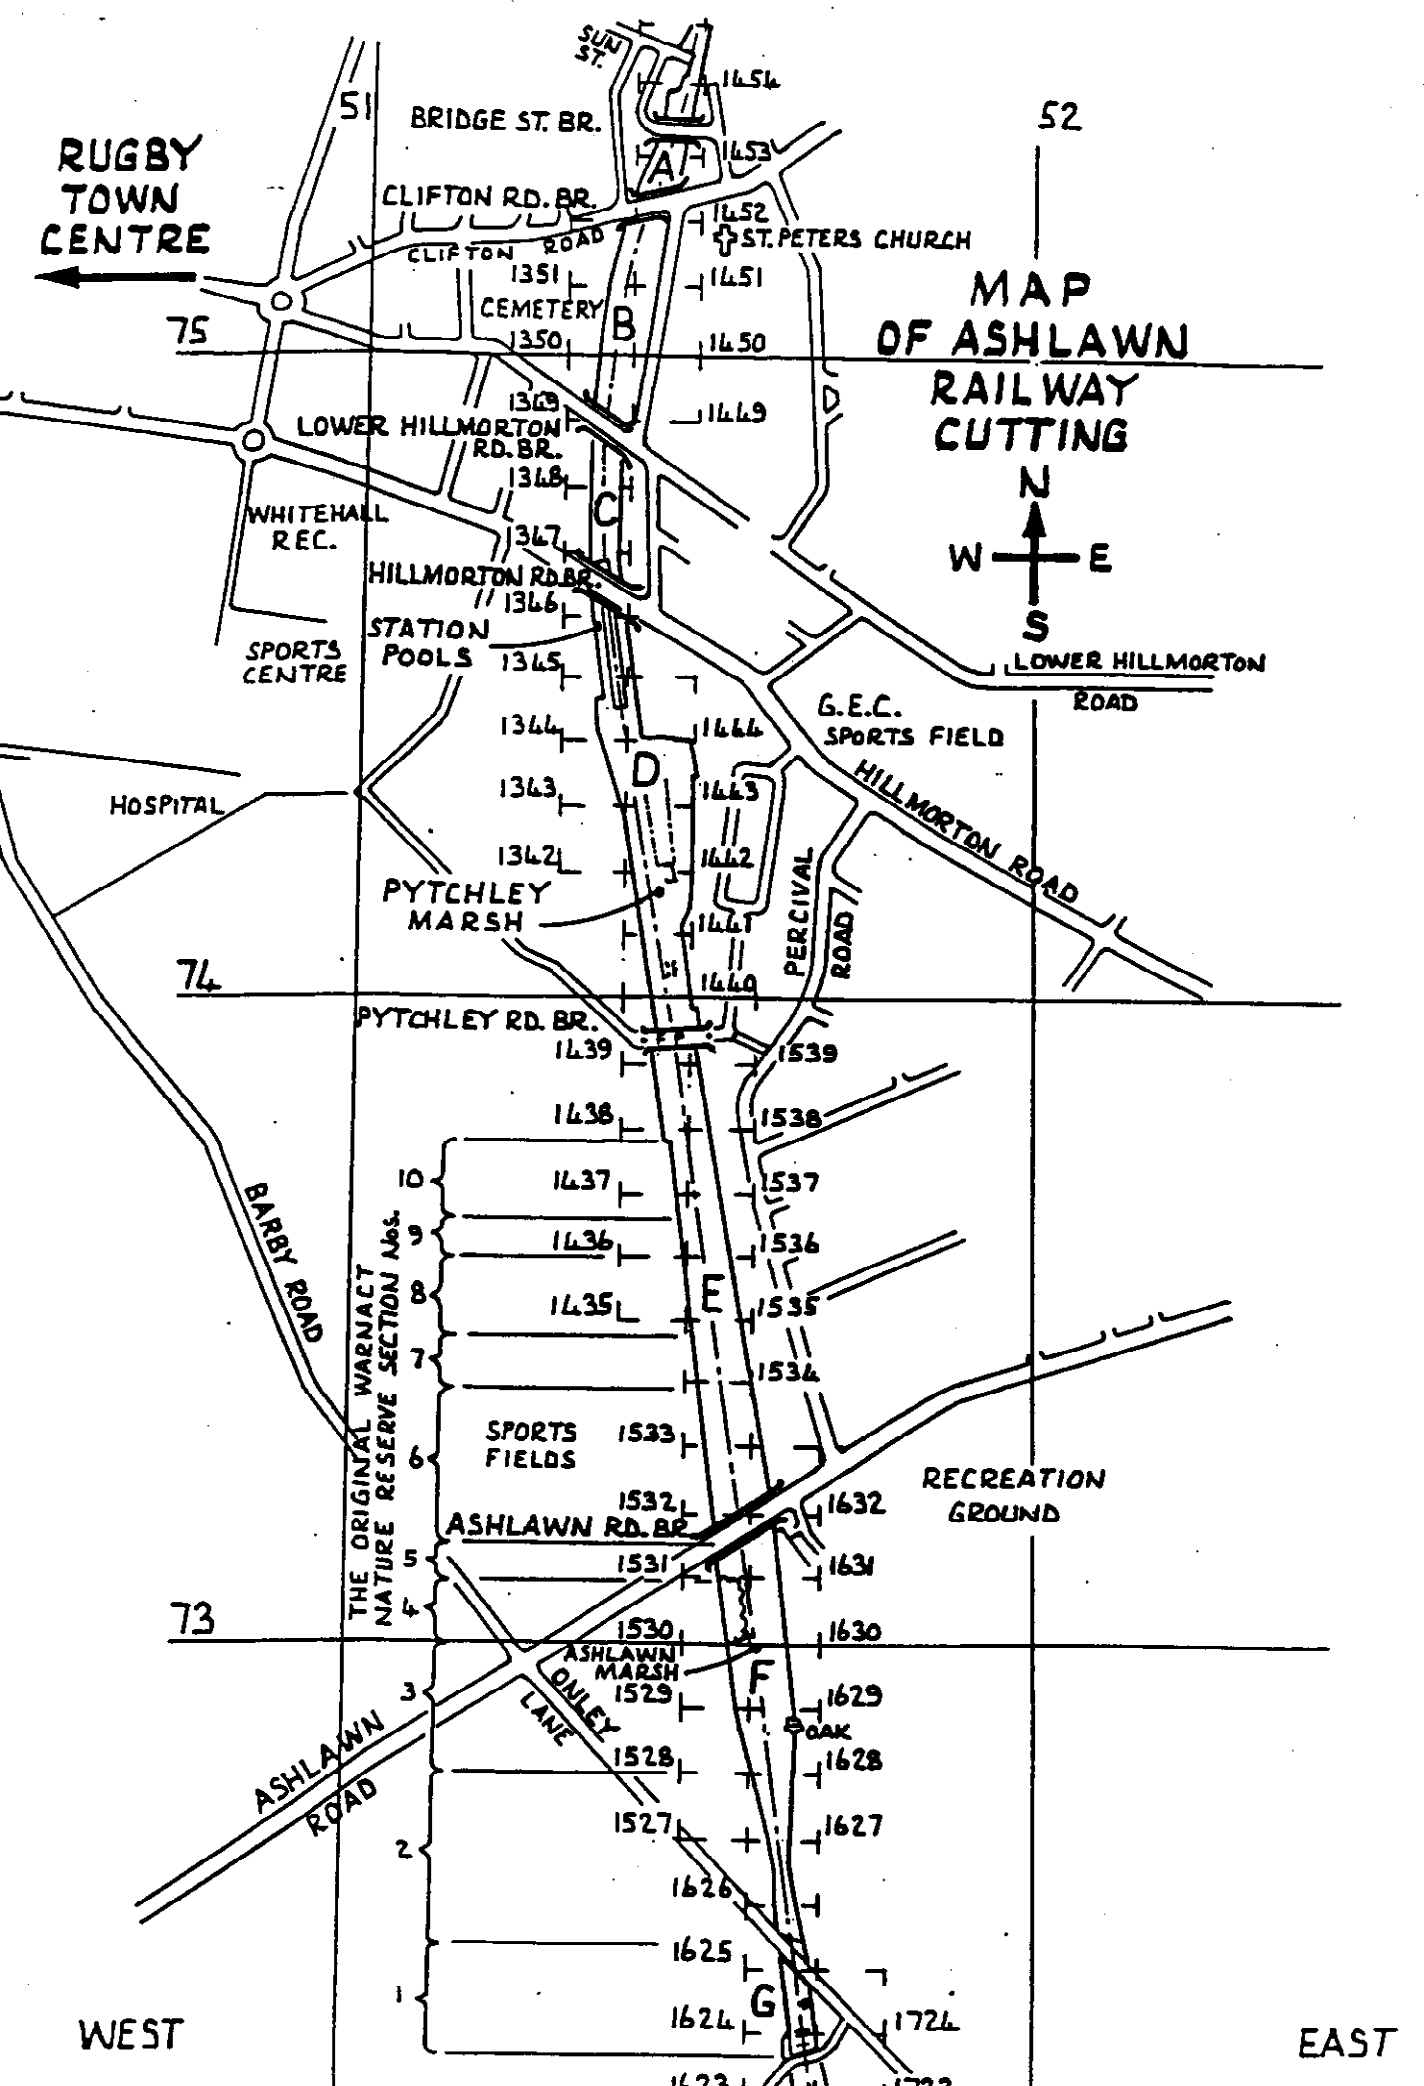 SUN
ST.
1454
51
BRIDGE ST. BR.
52
RUGBY
TOWN
CENTRE
1453
A
CLIFTON RD. BR.
1452
CLIFTON ROAD
ST. PETERS CHURCH
1351
1451
MAP
OF ASHLAWN
RAILWAY
CUTTING
CEMETERY
B
75
1350
1450
1349
1449
LOWER HILLMORTON
RD. BR.
1348
N
W E
S
C
WHITEHALL
REC.
1347
HILLMORTON RD. BR.
1346
STATION
POOLS
SPORTS
CENTRE
1345
LOWER HILLMORTON
ROAD
G.E.C.
SPORTS FIELD
1344
1444
D
HILLMORTON ROAD
1343
1443
HOSPITAL
1342
1442
PYTCHLEY
MARSH
PERCIVAL
ROAD
1441
74
1440
PYTCHLEY RD. BR.
1439
1539
1438
1538
10
1437
1537
BARBY ROAD
THE ORIGINAL WARNACT
NATURE RESERVE SECTION Nos.
9
1436
1536
8
E
1435
1535
7
1534
SPORTS
FIELDS
1533
6
RECREATION
GROUND
1532
1632
ASHLAWN RD. BR.
5
1531
1631
4
73
1530
1630
ASHLAWN
MARSH
F
3
ONLEY
LANE
1529
1629
OAK
ASHLAWN
ROAD
1528
1628
1527
1627
2
1626
1625
1
G
1624
1724
WEST
EAST
1623
1723